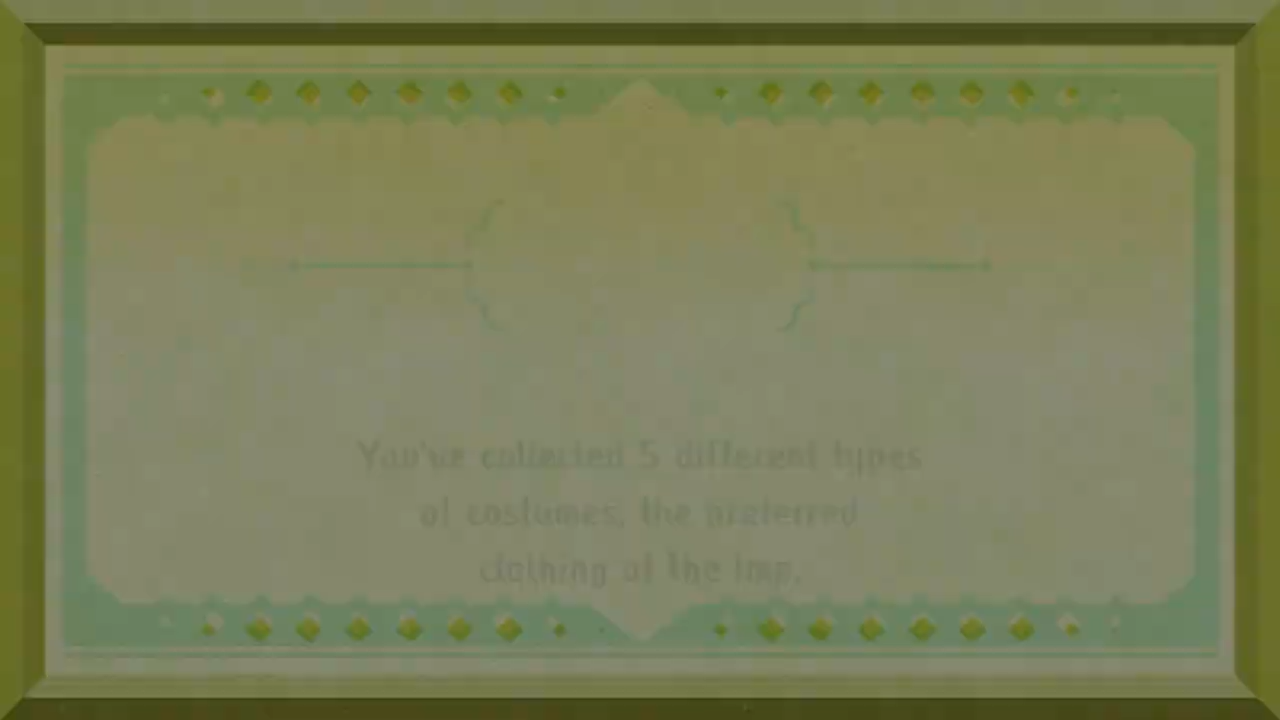 You've collected 5 different types
of costumes, the preferred
clothing of the imp.